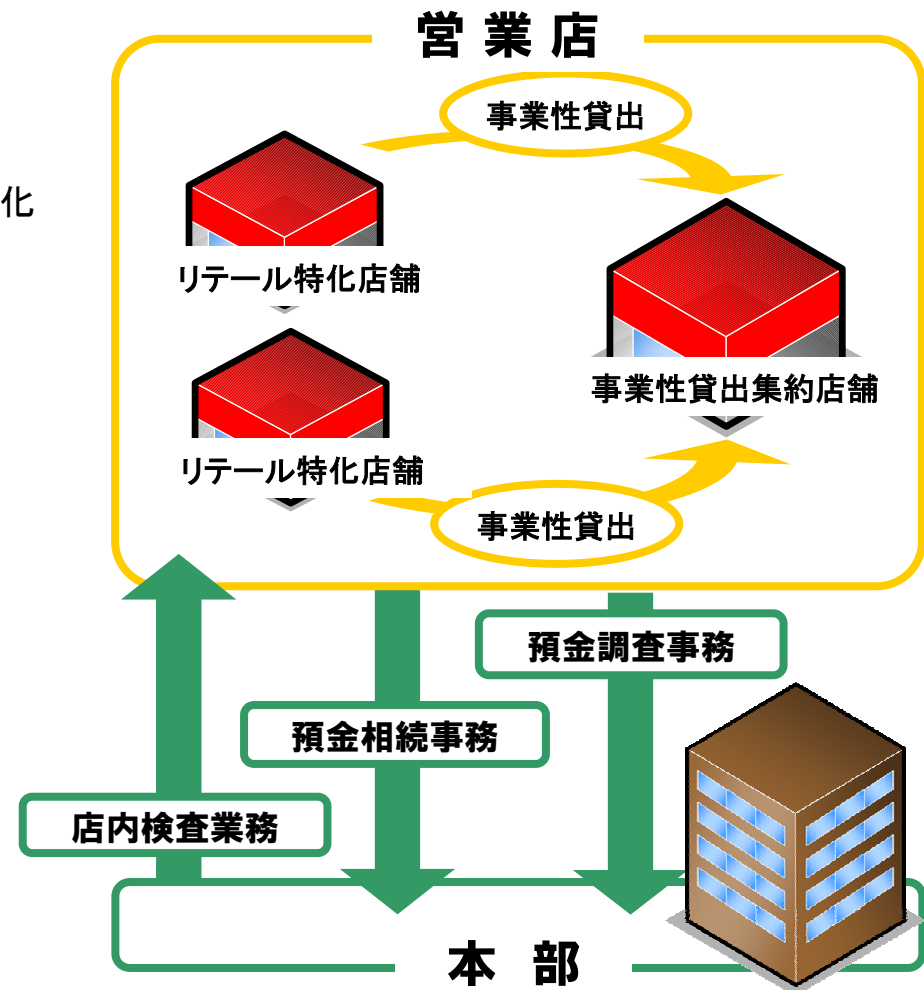 営業店
事業性貸出
化
リテール特化店舗
事業性貸出集約店舗
リテール特化店舗
事業性貸出
預金調査事務
預金相続事務
店内検査業務
本部